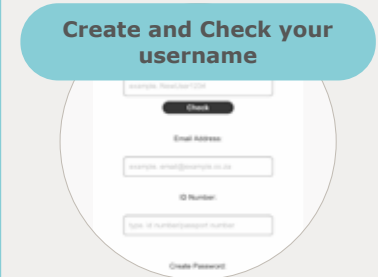 Create and Check your
username
example. NewUser1234
Check
Email Address:
example. email@example.co.za
ID Number:
type. id number/passport number
Create Password: